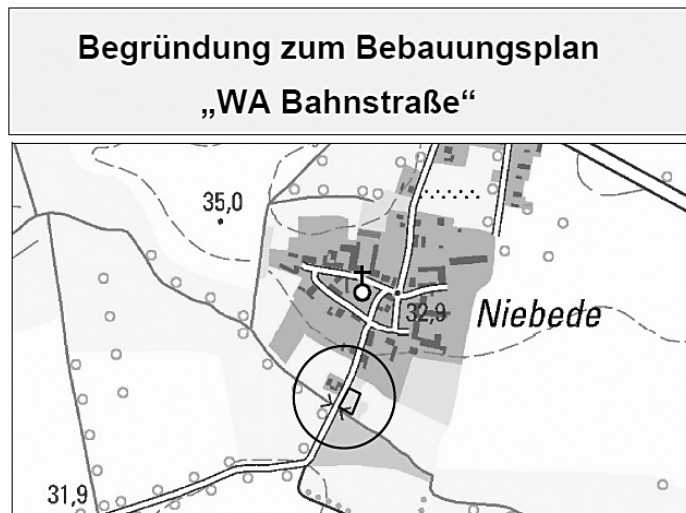 Begründung zum Bebauungsplan
„WA Bahnstraße“
35,0
32,9
Niebede
31,9